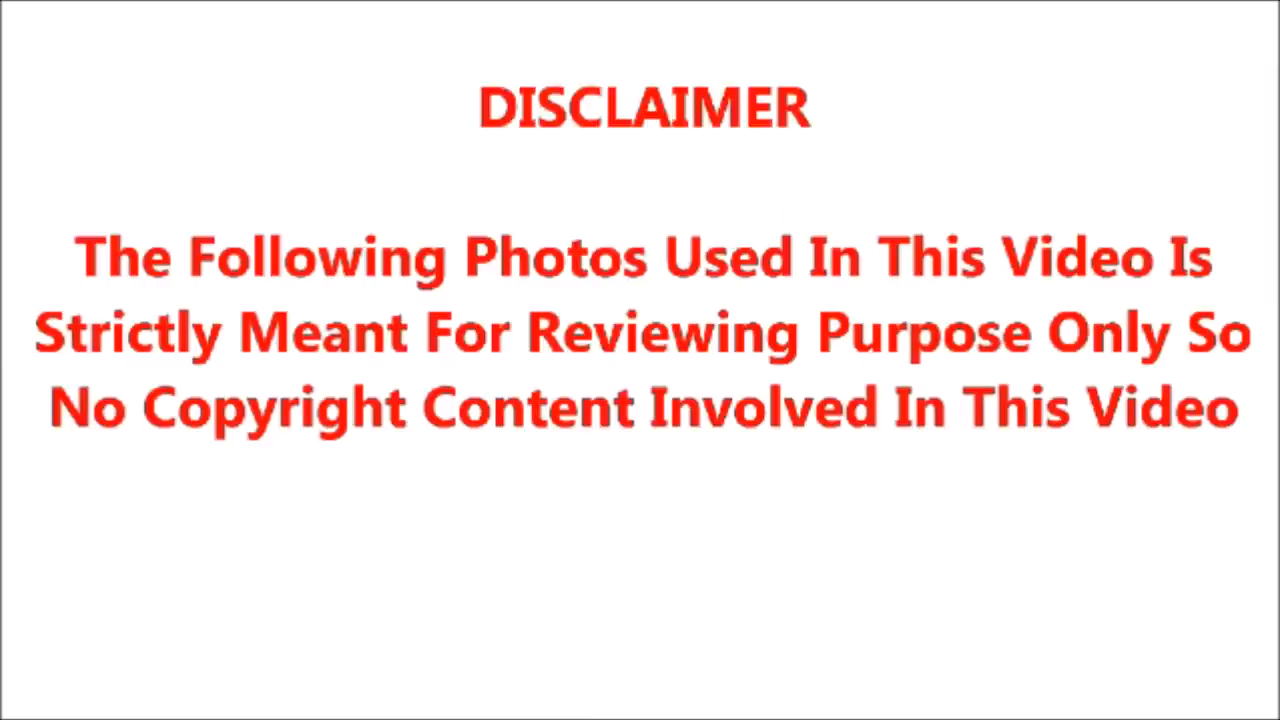 DISCLAIMER
The Following Photos Used In This Video Is
Strictly Meant For Reviewing Purpose Only So
No Copyright Content Involved In This Video